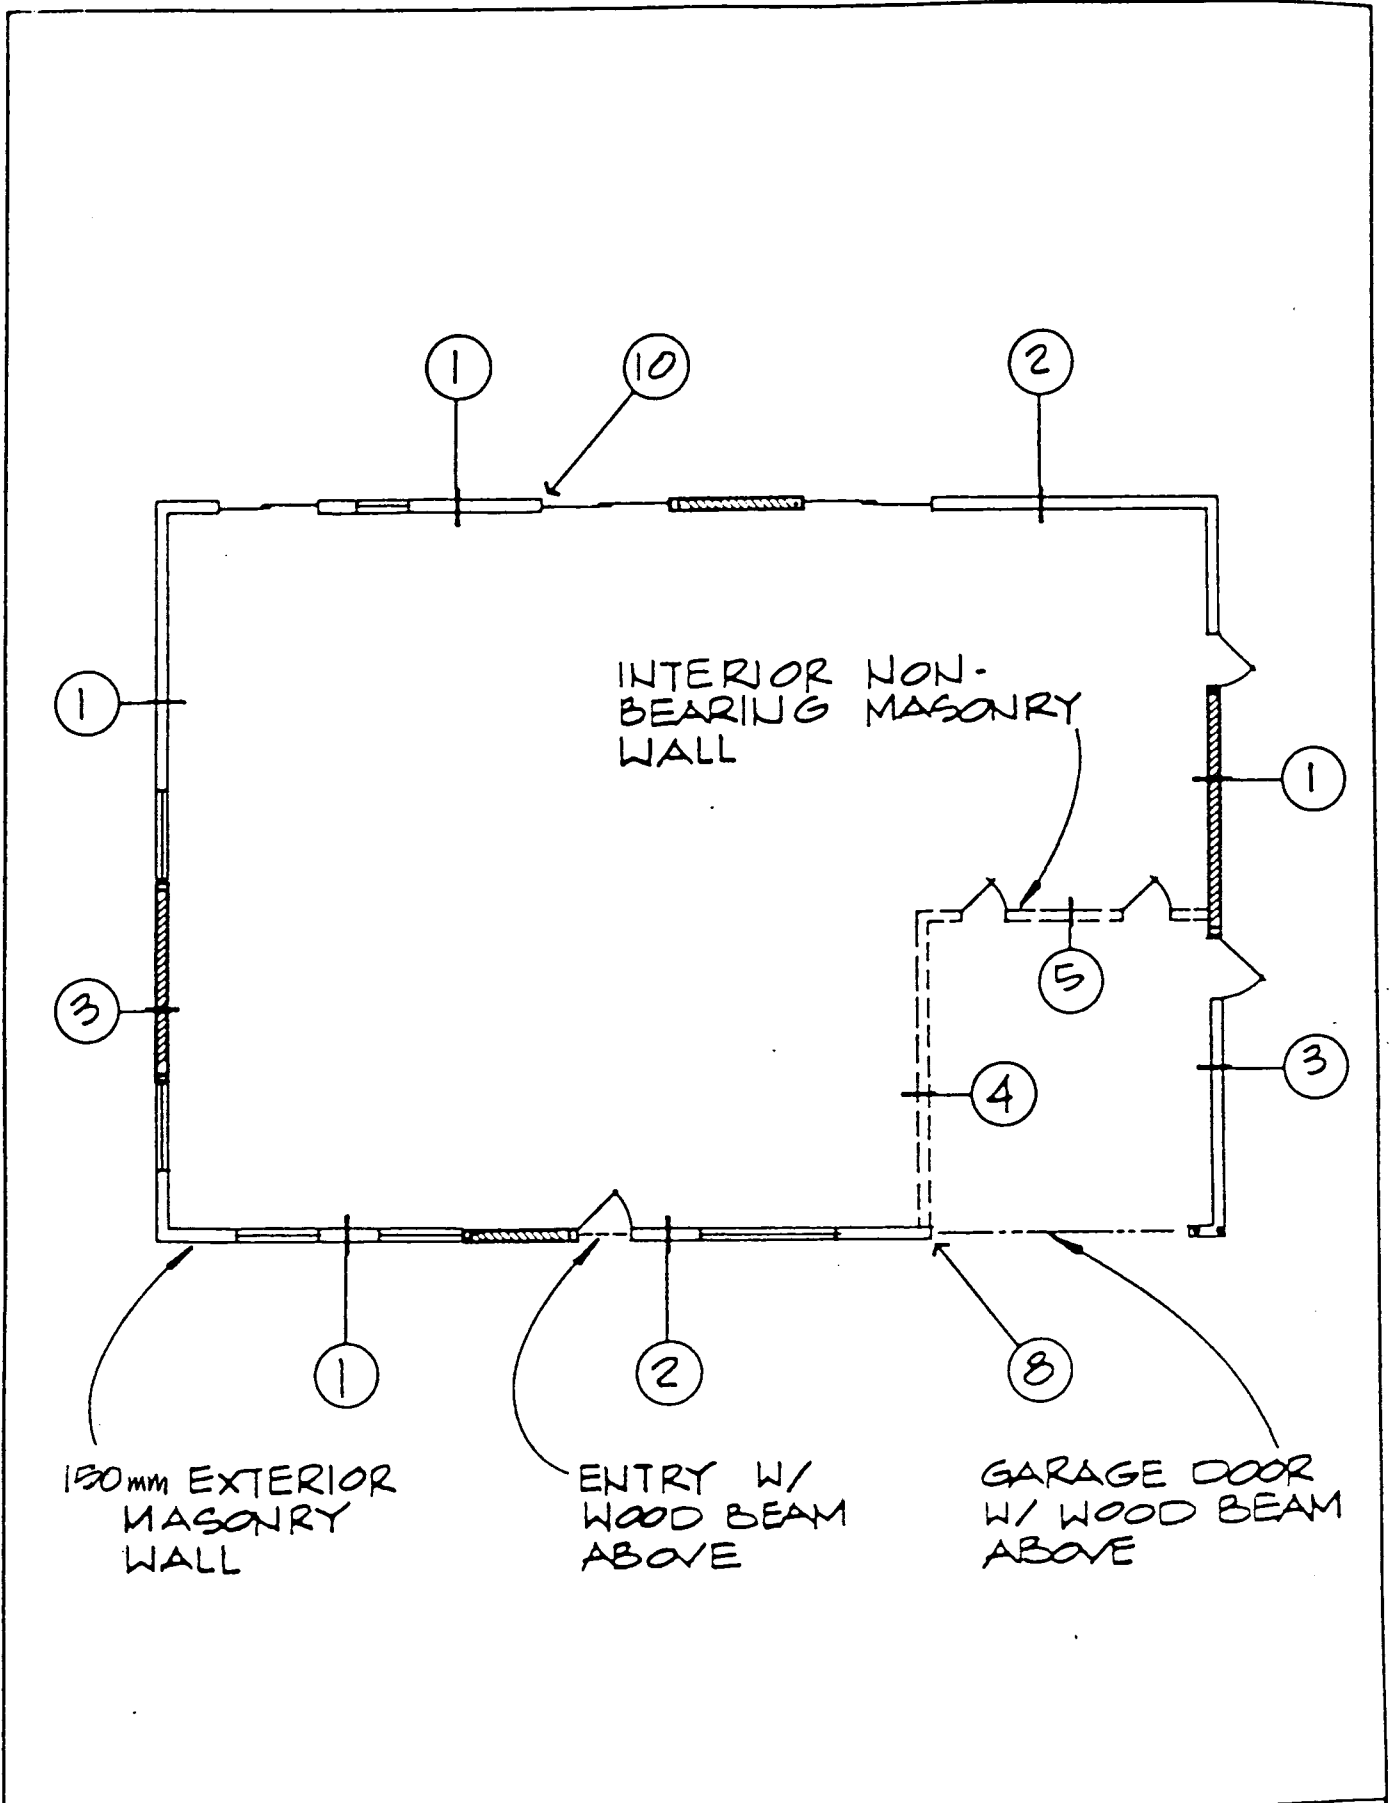 1
10
2
INTERIOR NON-
BEARING MASONRY
WALL
1
1
5
3
4
3
1
2
8
150mm EXTERIOR
MASONRY
WALL
ENTRY W/
WOOD BEAM
ABOVE
GARAGE DOOR
W/ WOOD BEAM
ABOVE